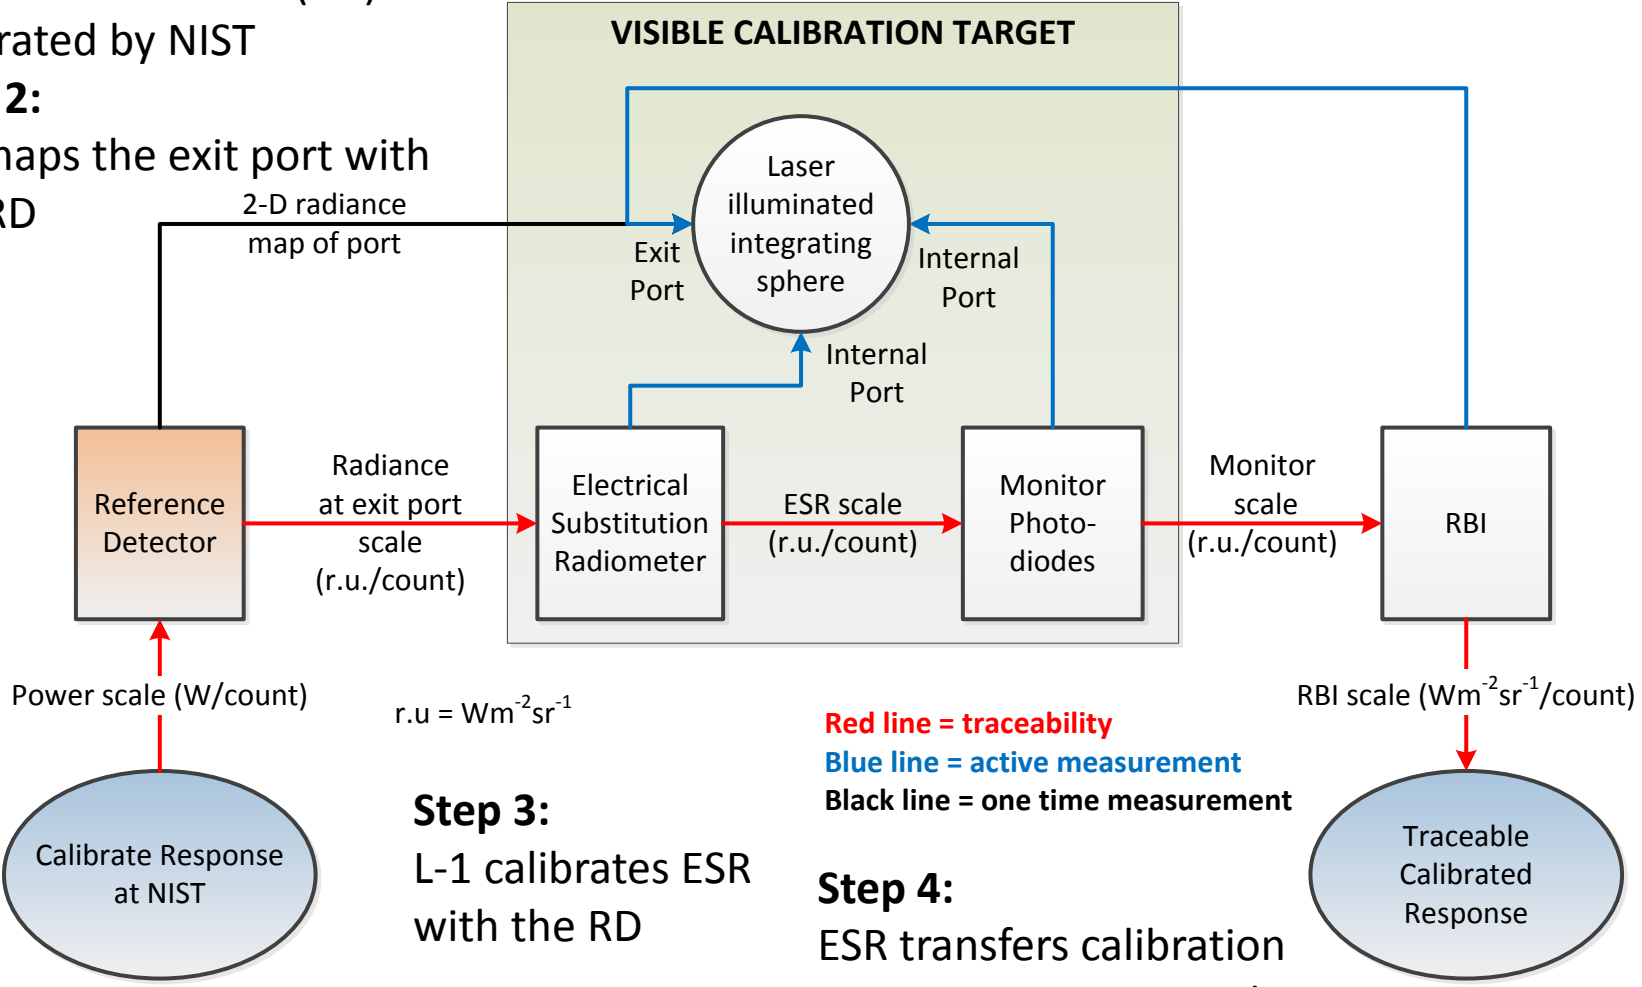 rated by NIST
2:
naps the exit port with
RD
VISIBLE CALIBRATION TARGET
2-D radiance
map of port
Laser
illuminated
integrating
sphere
Exit
Port
Internal
Port
Internal
Port
Reference
Detector
Radiance
at exit port
scale
(r.u./count)
Electrical
Substitution
Radiometer
ESR scale
(r.u./count)
Monitor
Photo-
diodes
Monitor
scale
(r.u./count)
RBI
Power scale (W/count)
r.u = Wm⁻²sr⁻¹
RBI scale (Wm⁻²sr⁻¹/count)
Red line = traceability
Blue line = active measurement
Black line = one time measurement
Calibrate Response
at NIST
Step 3:
L-1 calibrates ESR
with the RD
Step 4:
ESR transfers calibration
Traceable
Calibrated
Response